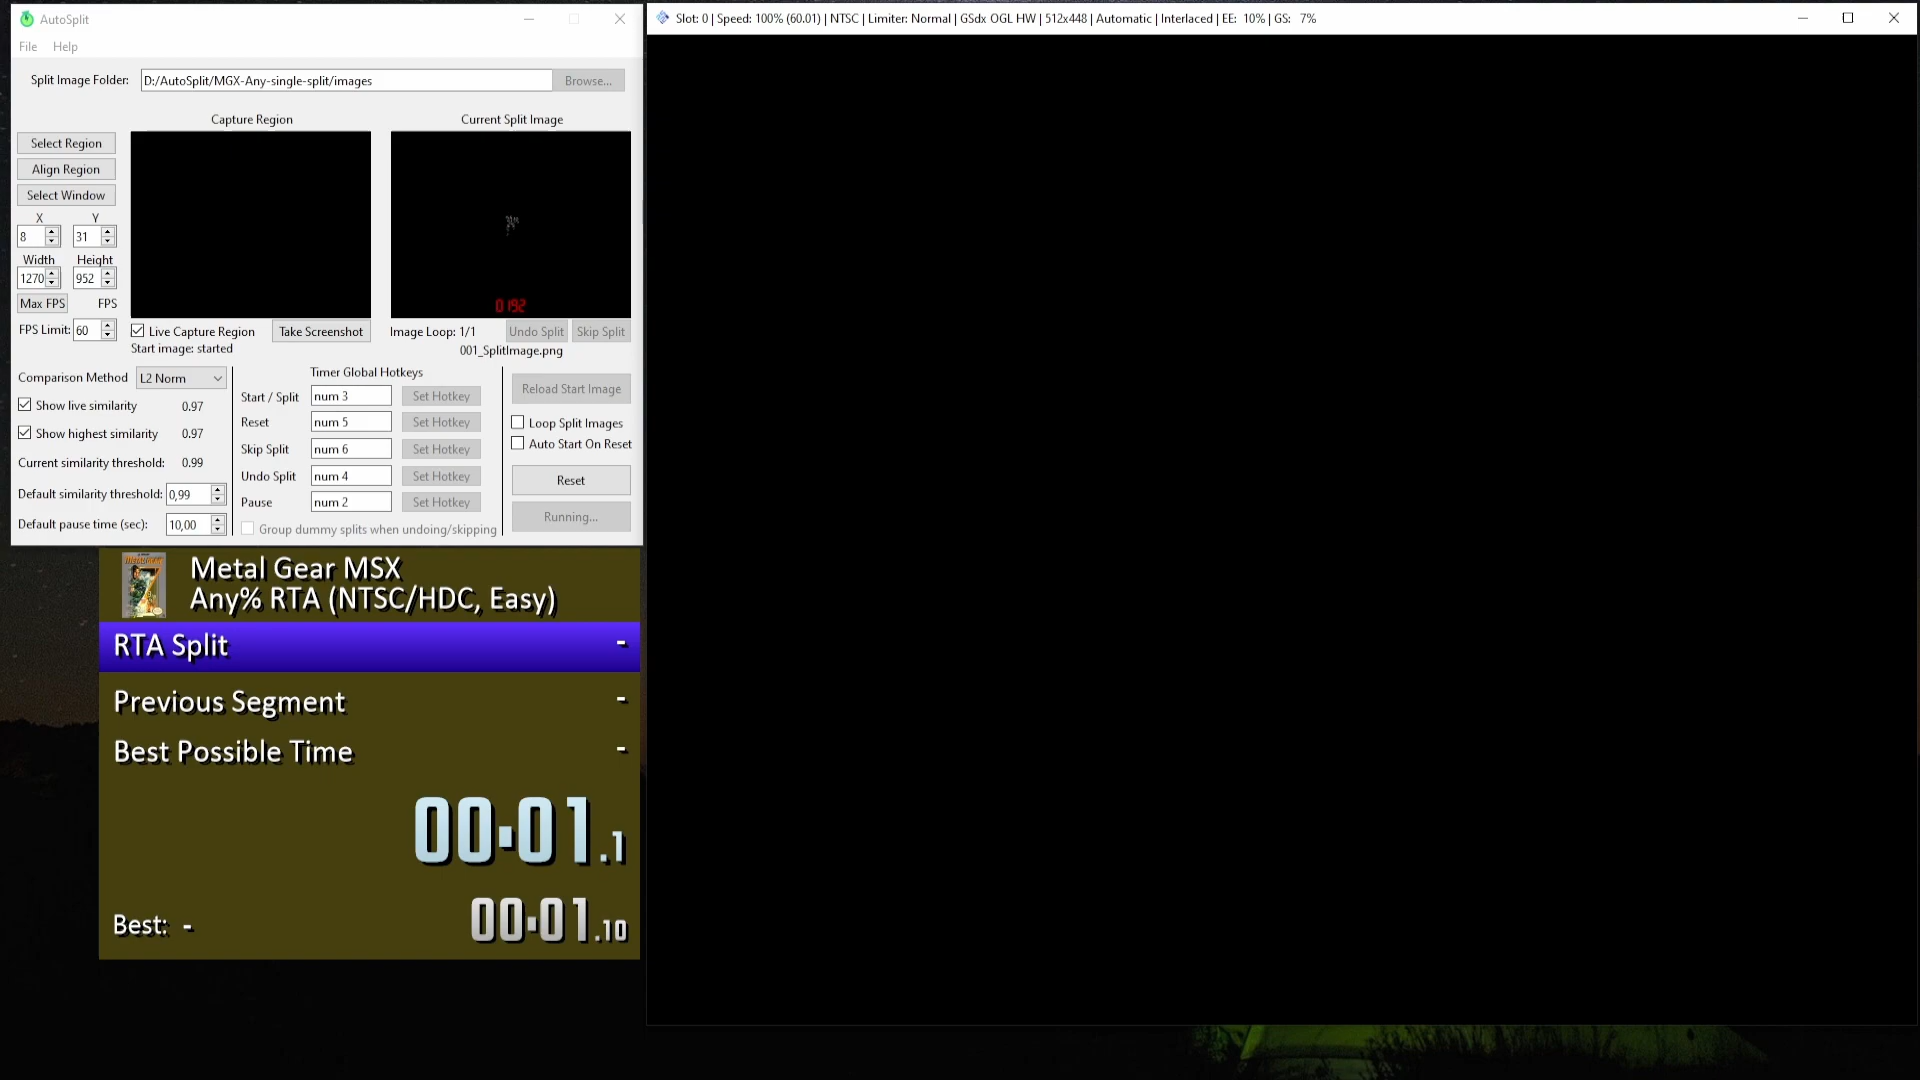 AutoSplit
File Help
Split Image Folder: D:/AutoSplit/MGX-Any-single-split/images Browse...
Capture Region Current Split Image
Select Region
Align Region
Select Window
X Y
8 31
Width Height
1270 952
Max FPS FPS
FPS Limit: 60
0192
Live Capture Region Take Screenshot Image Loop: 1/1 Undo Split Skip Split
Start image: started 001_SplitImage.png
Comparison Method L2 Norm
Show live similarity 0.97
Show highest similarity 0.97
Current similarity threshold: 0.99
Default similarity threshold: 0,99
Default pause time (sec): 10,00
Timer Global Hotkeys
Start / Split num 3 Set Hotkey
Reset num 5 Set Hotkey
Skip Split num 6 Set Hotkey
Undo Split num 4 Set Hotkey
Pause num 2 Set Hotkey
Group dummy splits when undoing/skipping
Reload Start Image
Loop Split Images
Auto Start On Reset
Reset
Running...
Metal Gear MSX
Any% RTA (NTSC/HDC, Easy)
RTA Split -
Previous Segment -
Best Possible Time -
00:01.1
Best: - 00:01.10
Slot: 0 | Speed: 100% (60.01) | NTSC | Limiter: Normal | GSdx OGL HW | 512x448 | Automatic | Interlaced | EE: 10% | GS: 7%